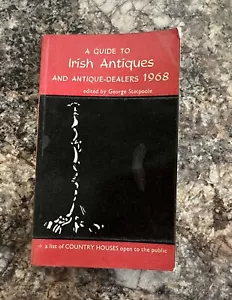 A GUIDE TO
Irish Antiques
AND ANTIQUE-DEALERS 1968
edited by George Stacpoole
a list of COUNTRY HOUSES open to the public